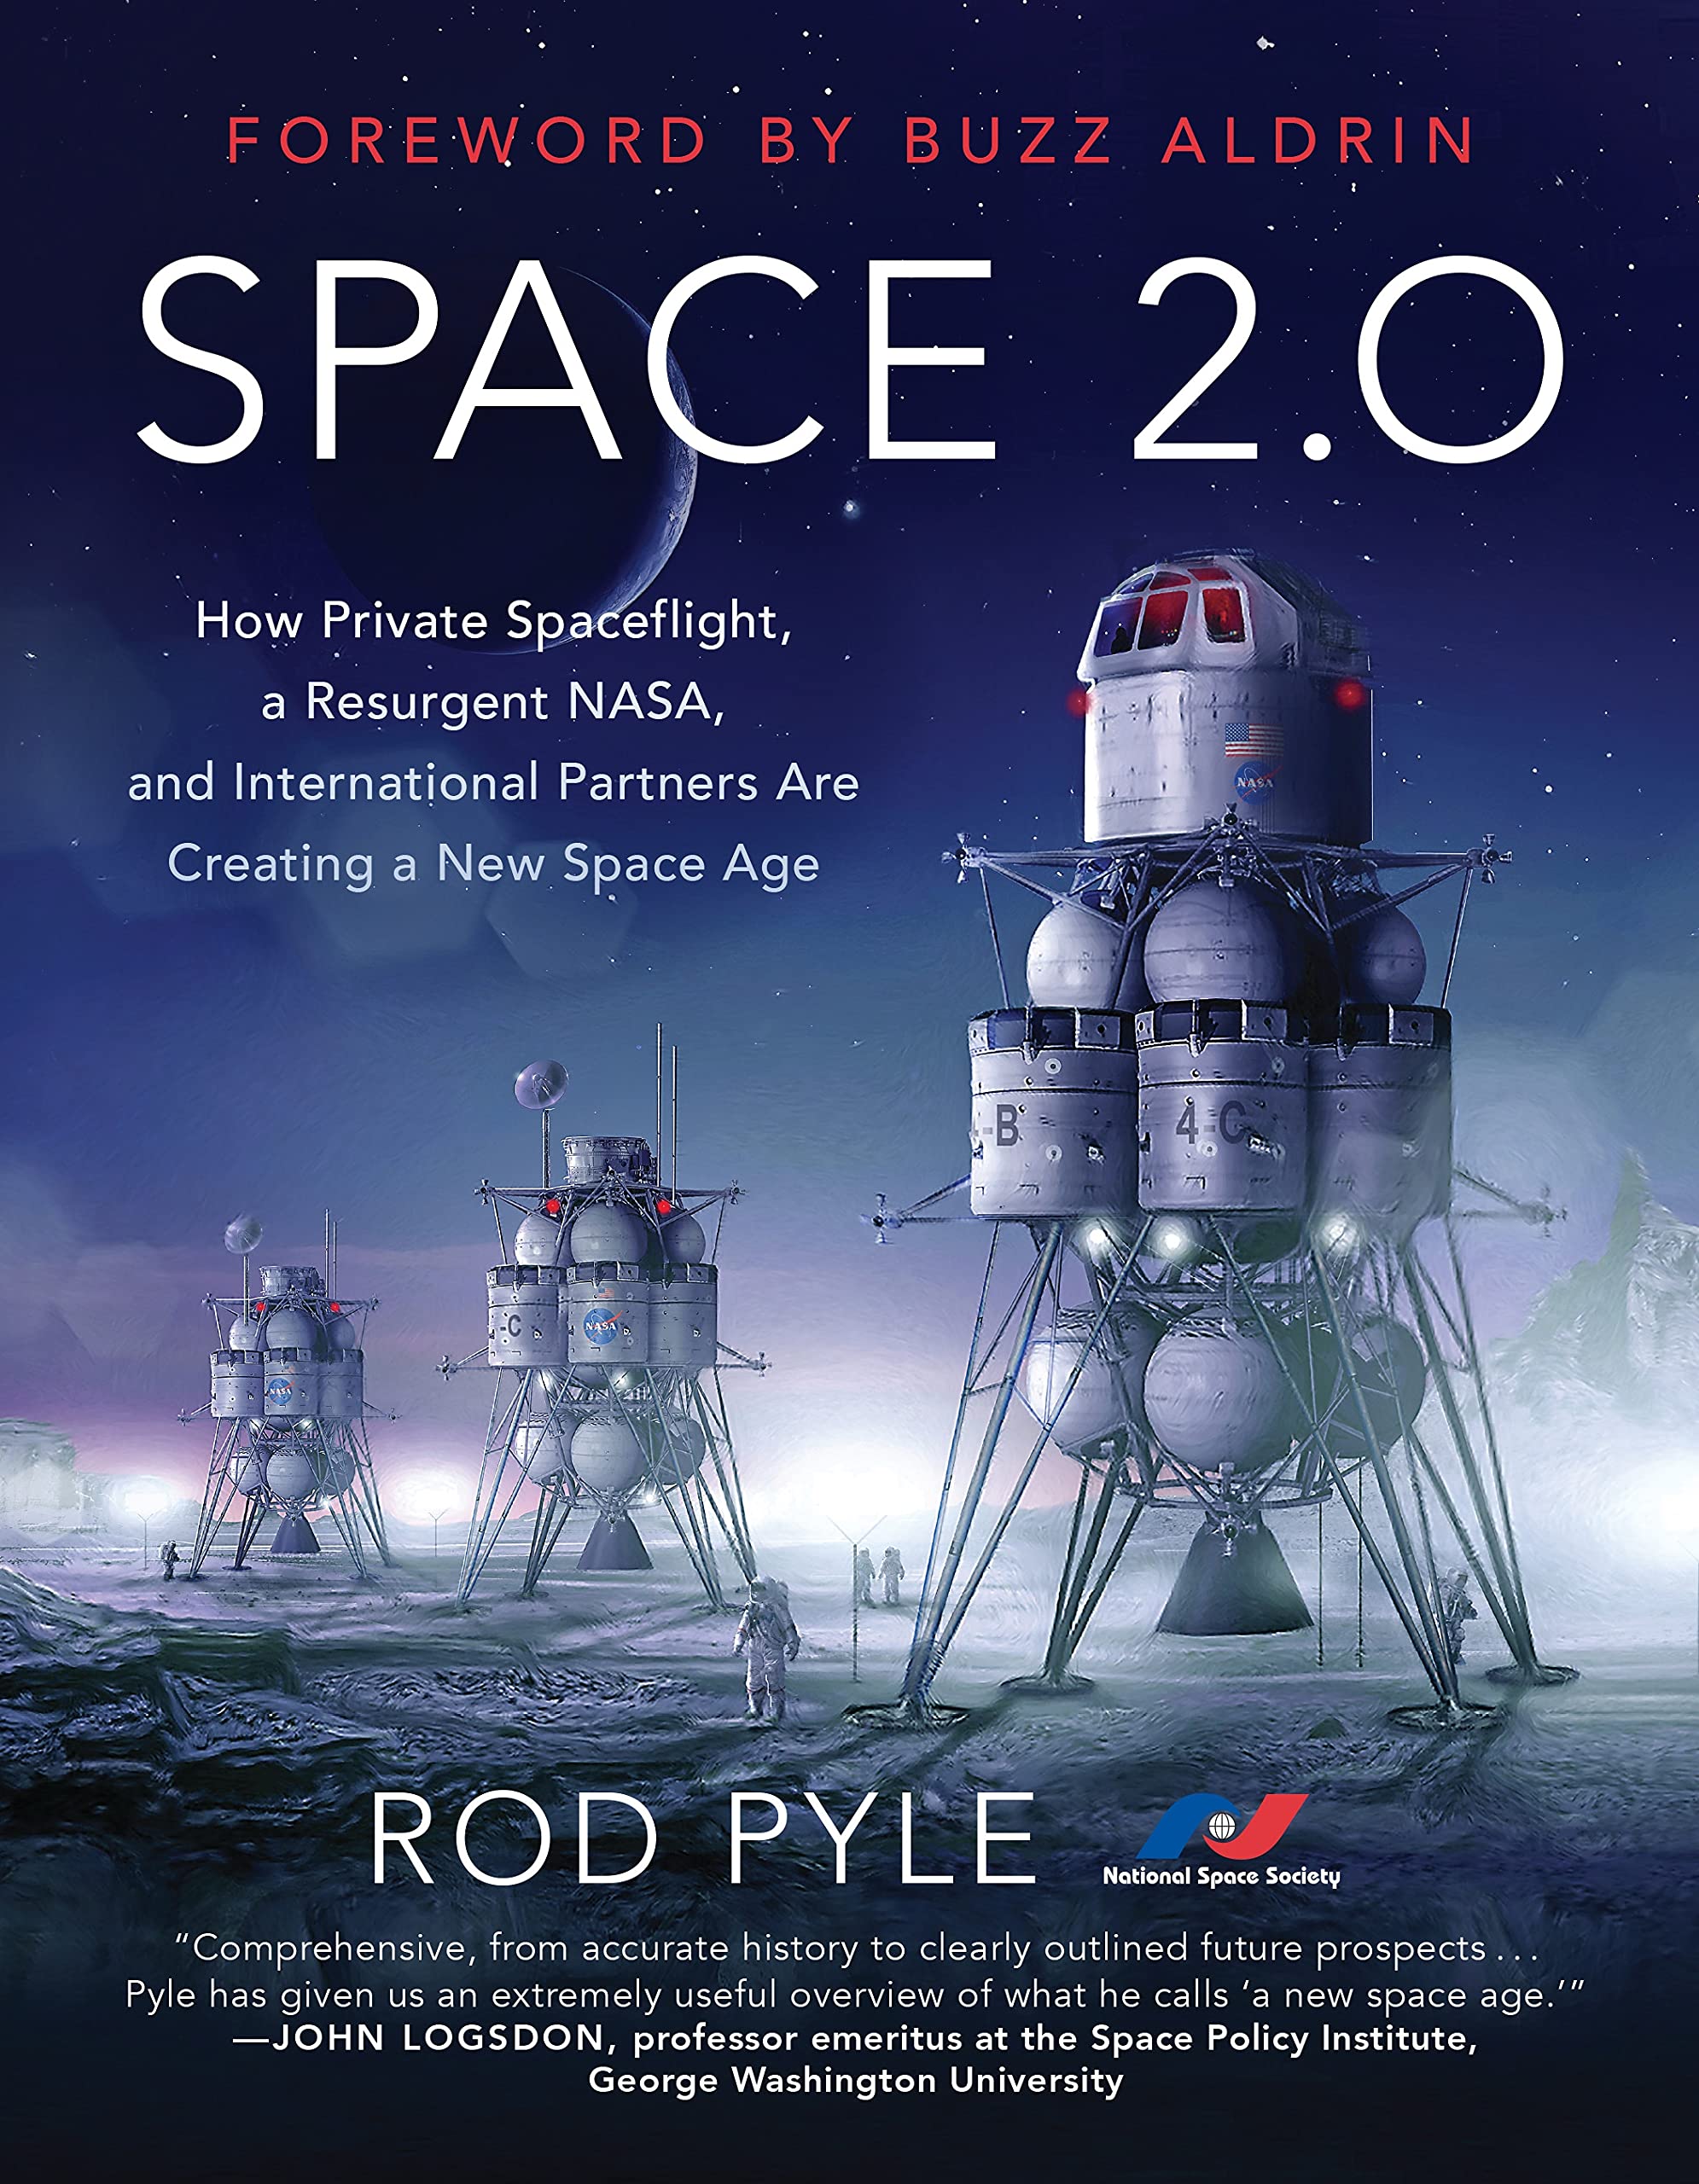 FOREWORD BY BUZZ ALDRIN
SPACE 2.0
How Private Spaceflight,
a Resurgent NASA,
and International Partners Are
Creating a New Space Age
NASA
-B
4-C
-C
NASA
NASA
ROD PYLE
National Space Society
“Comprehensive, from accurate history to clearly outlined future prospects . . .
Pyle has given us an extremely useful overview of what he calls ‘a new space age.’”
—JOHN LOGSDON, professor emeritus at the Space Policy Institute,
George Washington University